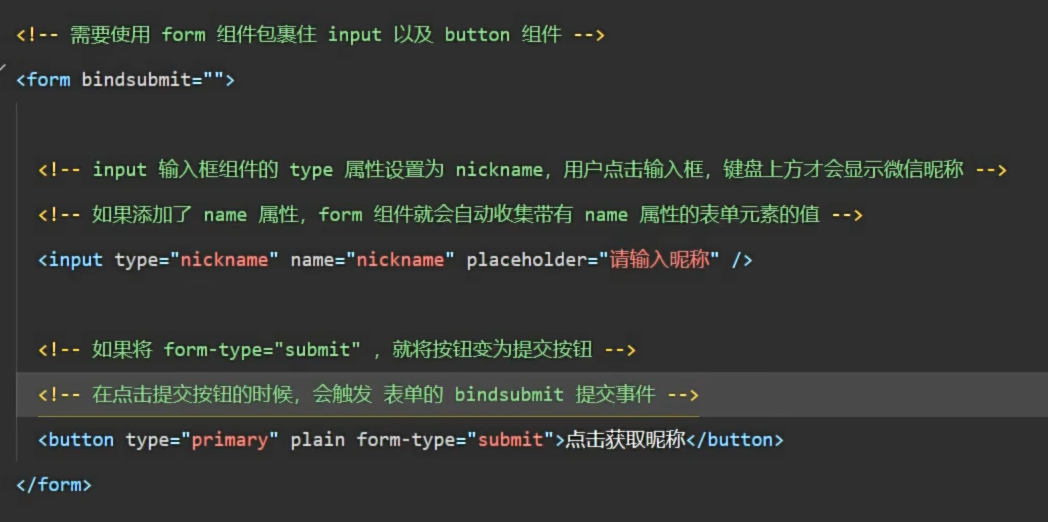 <!-- 需要使用 form 组件包裹住 input 以及 button 组件 -->
<form bindsubmit="">
<!-- input 输入框组件的 type 属性设置为 nickname，用户点击输入框，键盘上方才会显示微信昵称 -->
<!-- 如果添加了 name 属性，form 组件就会自动收集带有 name 属性的表单元素的值 -->
<input type="nickname" name="nickname" placeholder="请输入昵称" />
<!-- 如果将 form-type="submit" ，就将按钮变为提交按钮 -->
<!-- 在点击提交按钮的时候，会触发 表单的 bindsubmit 提交事件 -->
<button type="primary" plain form-type="submit">点击获取昵称</button>
</form>